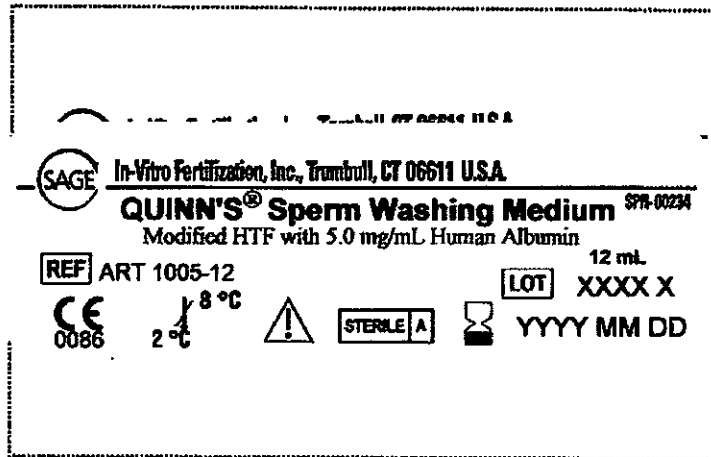 SAGE In-Vitro Fertilization, Inc., Trumbull, CT 06611 U.S.A.
QUINN'S® Sperm Washing Medium SPR-00234
Modified HTF with 5.0 mg/mL Human Albumin
12 mL
REF ART 1005-12 LOT XXXX X
CE 8 °C STERILE A YYYY MM DD
0086 2 °C